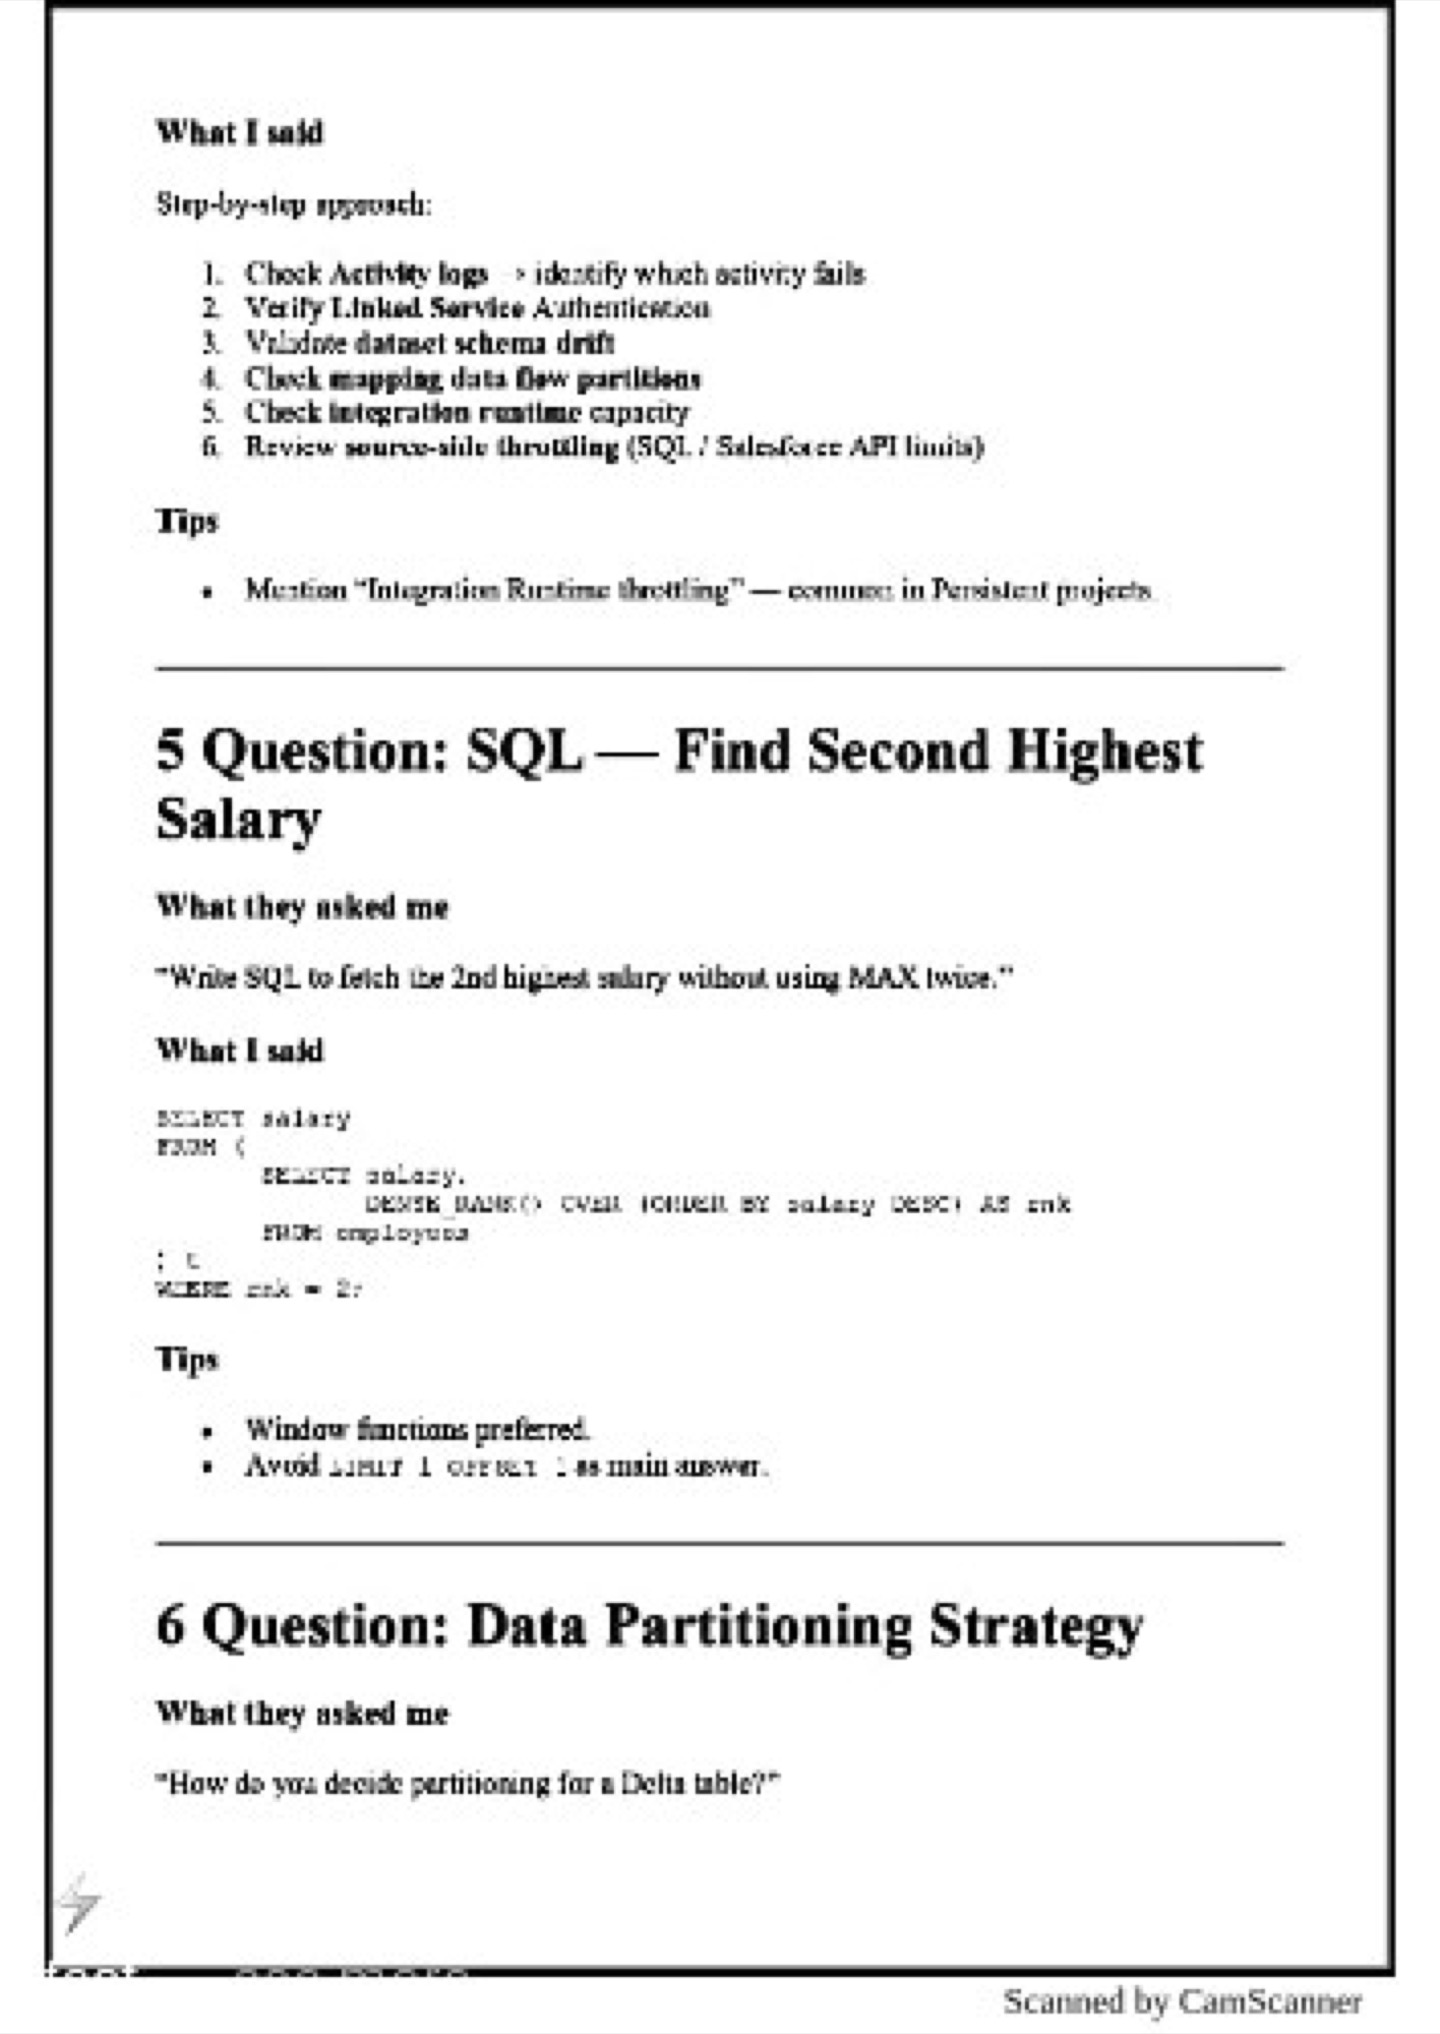 What I said
Step-by-step approach:
1. Check Activity logs → identify which activity fails
2. Verify Linked Service Authentication
3. Validate dataset schema drift
4. Check mapping data flow partitions
5. Check integration runtime capacity
6. Review source-side throttling (SQL / Salesforce API limits)
Tips
• Mention “Integration Runtime throttling” — common in Persistent projects.
5 Question: SQL — Find Second Highest
Salary
What they asked me
“Write SQL to fetch the 2nd highest salary without using MAX twice.”
What I said
SELECT salary
FROM (
SELECT salary,
DENSE_RANK() OVER (ORDER BY salary DESC) AS rnk
FROM employees
) t
WHERE rnk = 2;
Tips
• Window functions preferred.
• Avoid LIMIT 1 OFFSET 1 as main answer.
6 Question: Data Partitioning Strategy
What they asked me
“How do you decide partitioning for a Delta table?”
Scanned by CamScanner